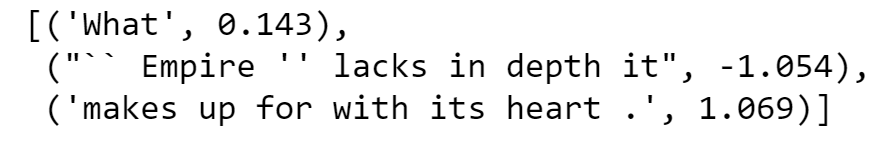 [('What', 0.143),
("`` Empire '' lacks in depth it", -1.054),
('makes up for with its heart .', 1.069)]